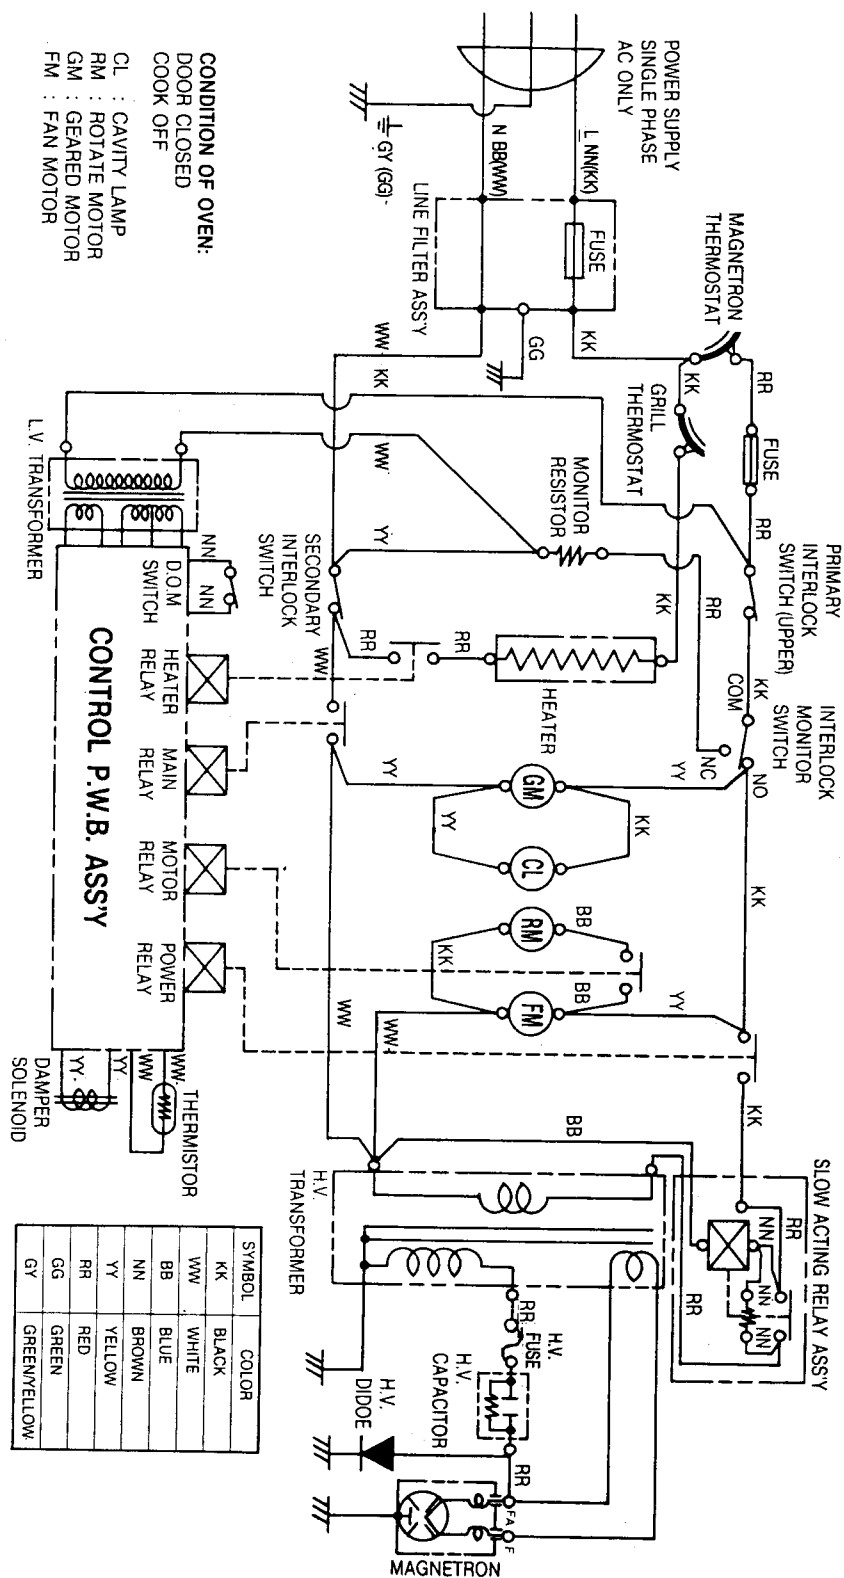 POWER SUPPLY
SINGLE PHASE
AC ONLY
L NN(KK)
N BB(WW)
GY (GG)
LINE FILTER ASS'Y
FUSE
GG
KK
WW
KK
MAGNETRON
THERMOSTAT
RR
KK
GRILL
THERMOSTAT
FUSE
RR
MONITOR
RESISTOR
WW
YY
RR
KK
PRIMARY
INTERLOCK
SWITCH (UPPER)
KK
COM
INTERLOCK
MONITOR
SWITCH
NC
NO
SECONDARY
INTERLOCK
SWITCH
RR
RR
WW
HEATER
YY
YY
GM
YY
KK
CL
KK
RM
BB
KK
BB
FM
YY
WW
WW
KK
BB
SLOW ACTING RELAY ASS'Y
RR
NN
NN
NN
RR
H.V.
TRANSFORMER
RR
H.V.
FUSE
H.V.
CAPACITOR
H.V.
DIDOE
RR
FA
F
MAGNETRON
CONDITION OF OVEN:
DOOR CLOSED
COOK OFF
CL : CAVITY LAMP
RM : ROTATE MOTOR
GM : GEARED MOTOR
FM : FAN MOTOR
L.V. TRANSFORMER
NN
NN
D.O.M
SWITCH
HEATER
RELAY
MAIN
RELAY
MOTOR
RELAY
POWER
RELAY
CONTROL P.W.B. ASS'Y
WW
WW
YY
YY
THERMISTOR
DAMPER
SOLENOID
SYMBOL COLOR
KK BLACK
WW WHITE
BB BLUE
NN BROWN
YY YELLOW
RR RED
GG GREEN
GY GREEN/YELLOW